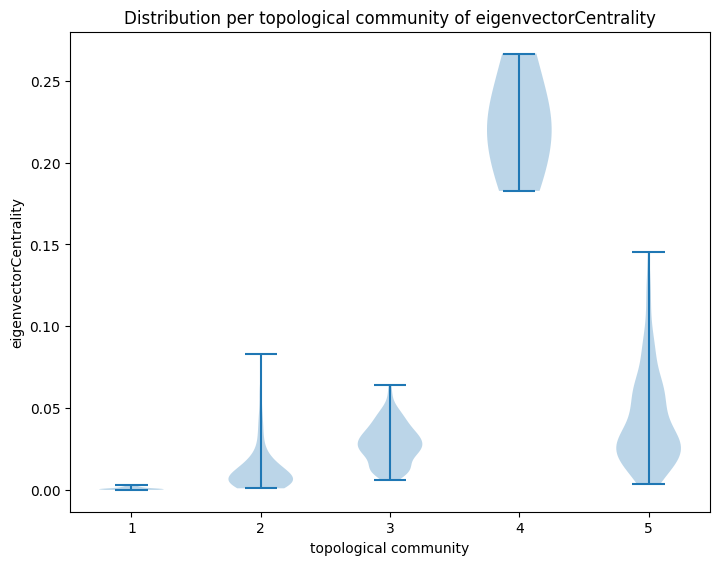 Distribution per topological community of eigenvectorCentrality
eigenvectorCentrality
0.25
0.20
0.15
0.10
0.05
0.00
1 2 3 4 5
topological community